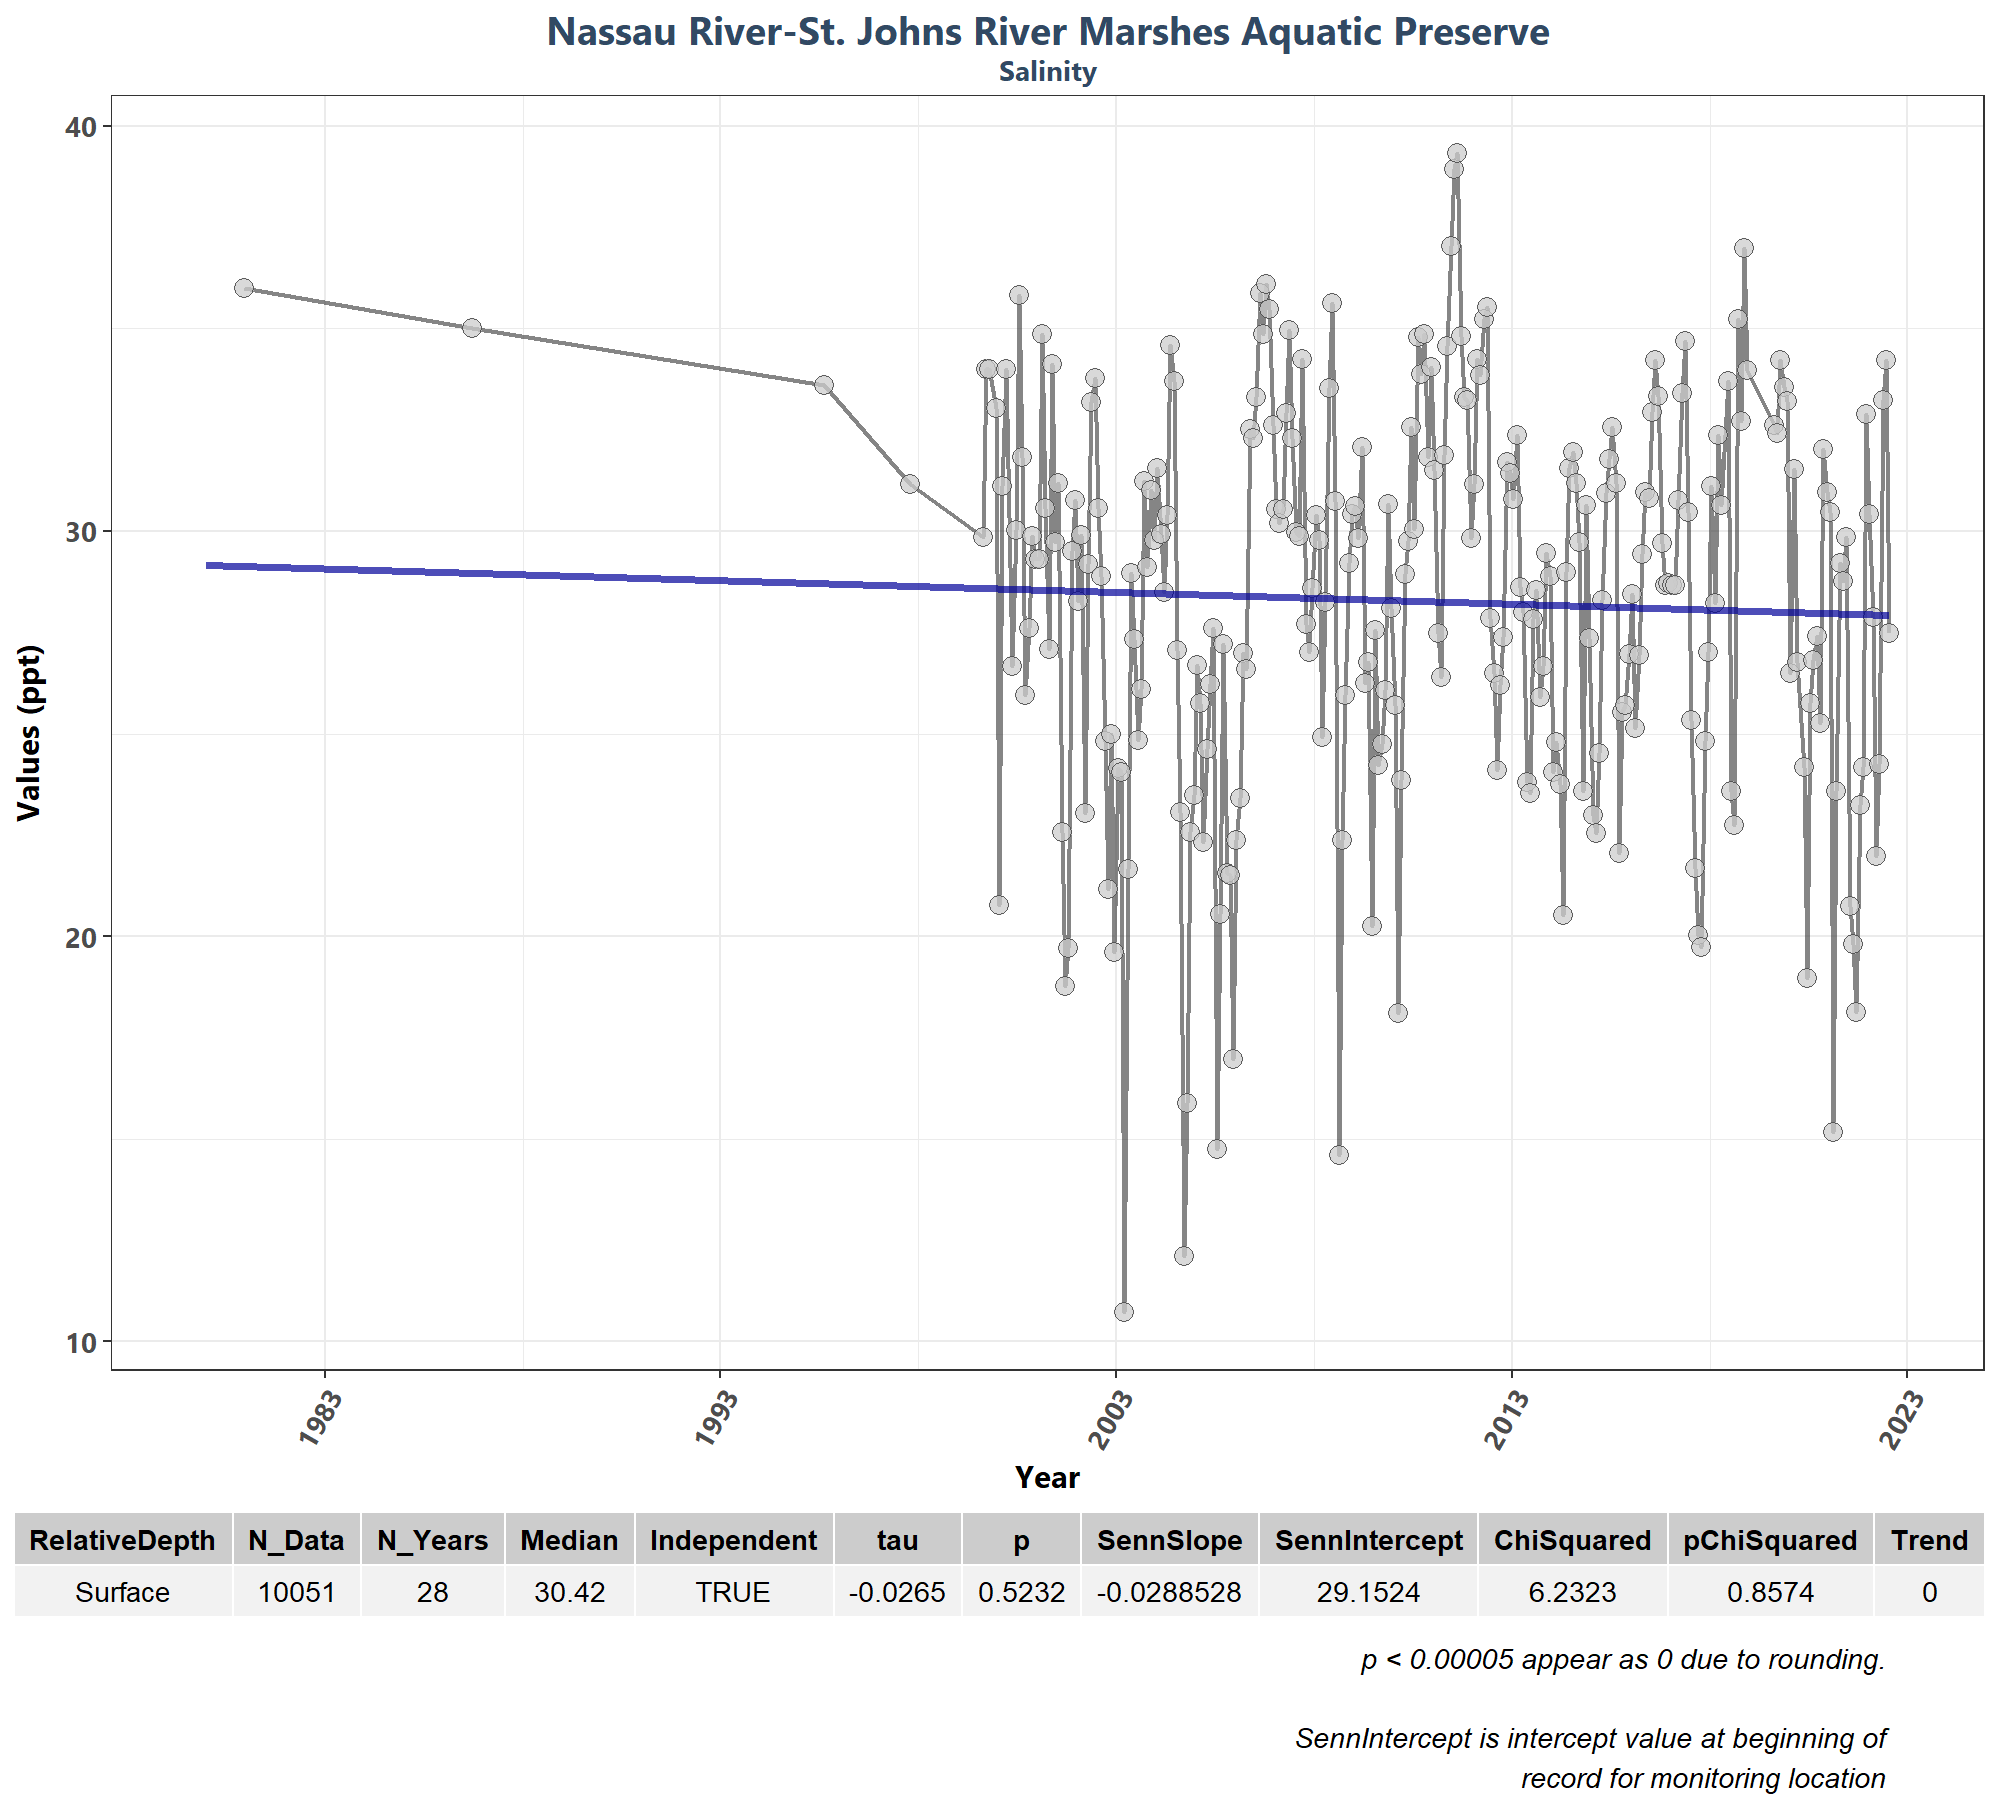 Nassau River-St. Johns River Marshes Aquatic Preserve
Salinity
40
30
20
10
Values (ppt)
1983 1993 2003 2013 2023
Year
RelativeDepth N_Data N_Years Median Independent tau p SennSlope SennIntercept ChiSquared pChiSquared Trend
Surface 10051 28 30.42 TRUE -0.0265 0.5232 -0.0288528 29.1524 6.2323 0.8574 0
p < 0.00005 appear as 0 due to rounding.
SennIntercept is intercept value at beginning of
record for monitoring location